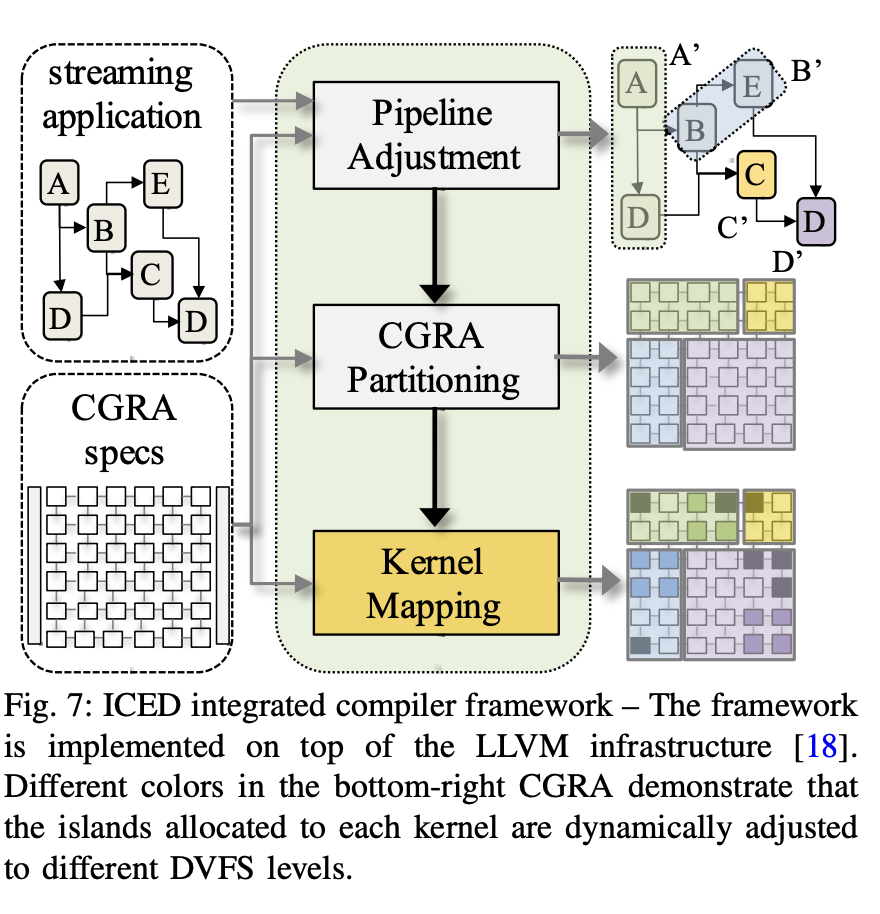 streaming
application
A
E
B
C
D
D
CGRA
specs
Pipeline
Adjustment
CGRA
Partitioning
Kernel
Mapping
A’
A
E
B’
B
C
D
C’
D
D’
Fig. 7: ICED integrated compiler framework – The framework
is implemented on top of the LLVM infrastructure [18].
Different colors in the bottom-right CGRA demonstrate that
the islands allocated to each kernel are dynamically adjusted
to different DVFS levels.